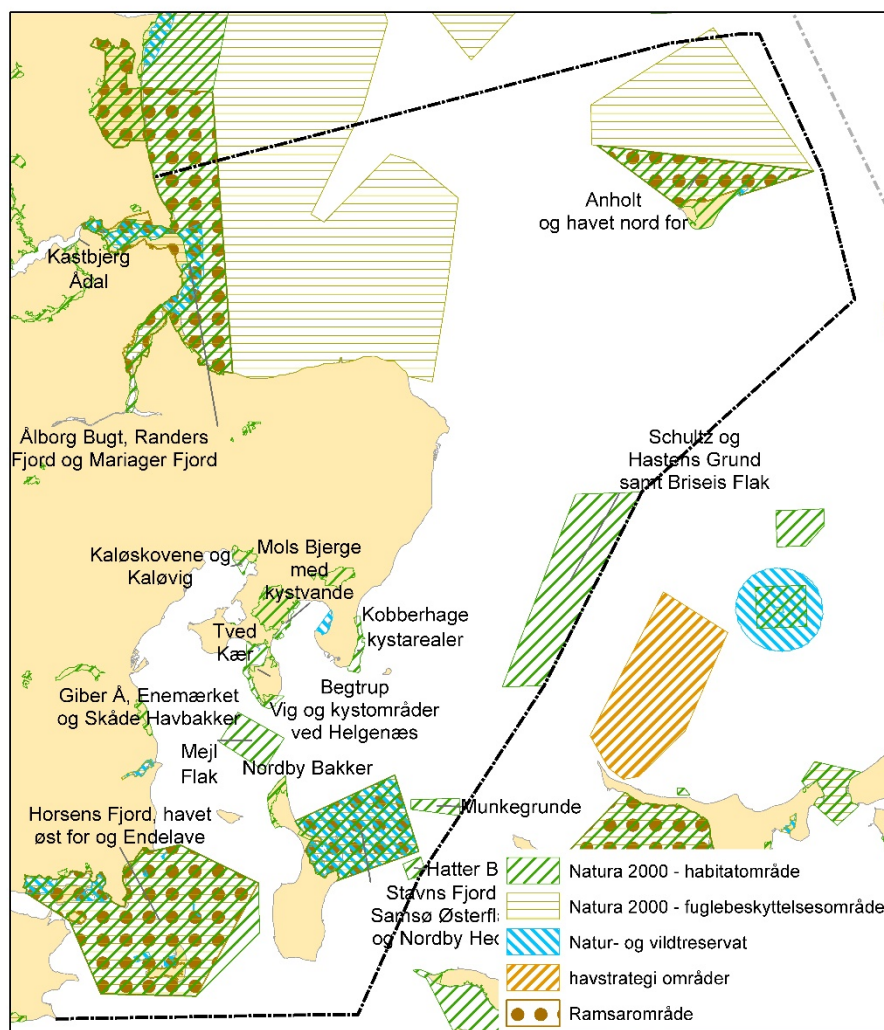 Anholt
og havet nord for
Kastbjerg
Ådal
Ålborg Bugt, Randers
Fjord og Mariager Fjord
Schultz og
Hastens Grund
samt Briseis Flak
Kaløskovene og
Kaløvig
Mols Bjerge
med
kystvande
Tved
Kær
Kobberhage
kystarealer
Giber Å, Enemærket
og Skåde Havbakker
Begtrup
Vig og kystområder
ved Helgenæs
Mejl
Flak
Nordby Bakker
Horsens Fjord, havet
øst for og Endelave
Munkegrunde
Hatter B
Stavns Fjord
Samsø Østerfl
og Nordby Hed
Natura 2000 - habitatområde
Natura 2000 - fuglebeskyttelsesområde
Natur- og vildtreservat
havstrategi områder
Ramsarområde